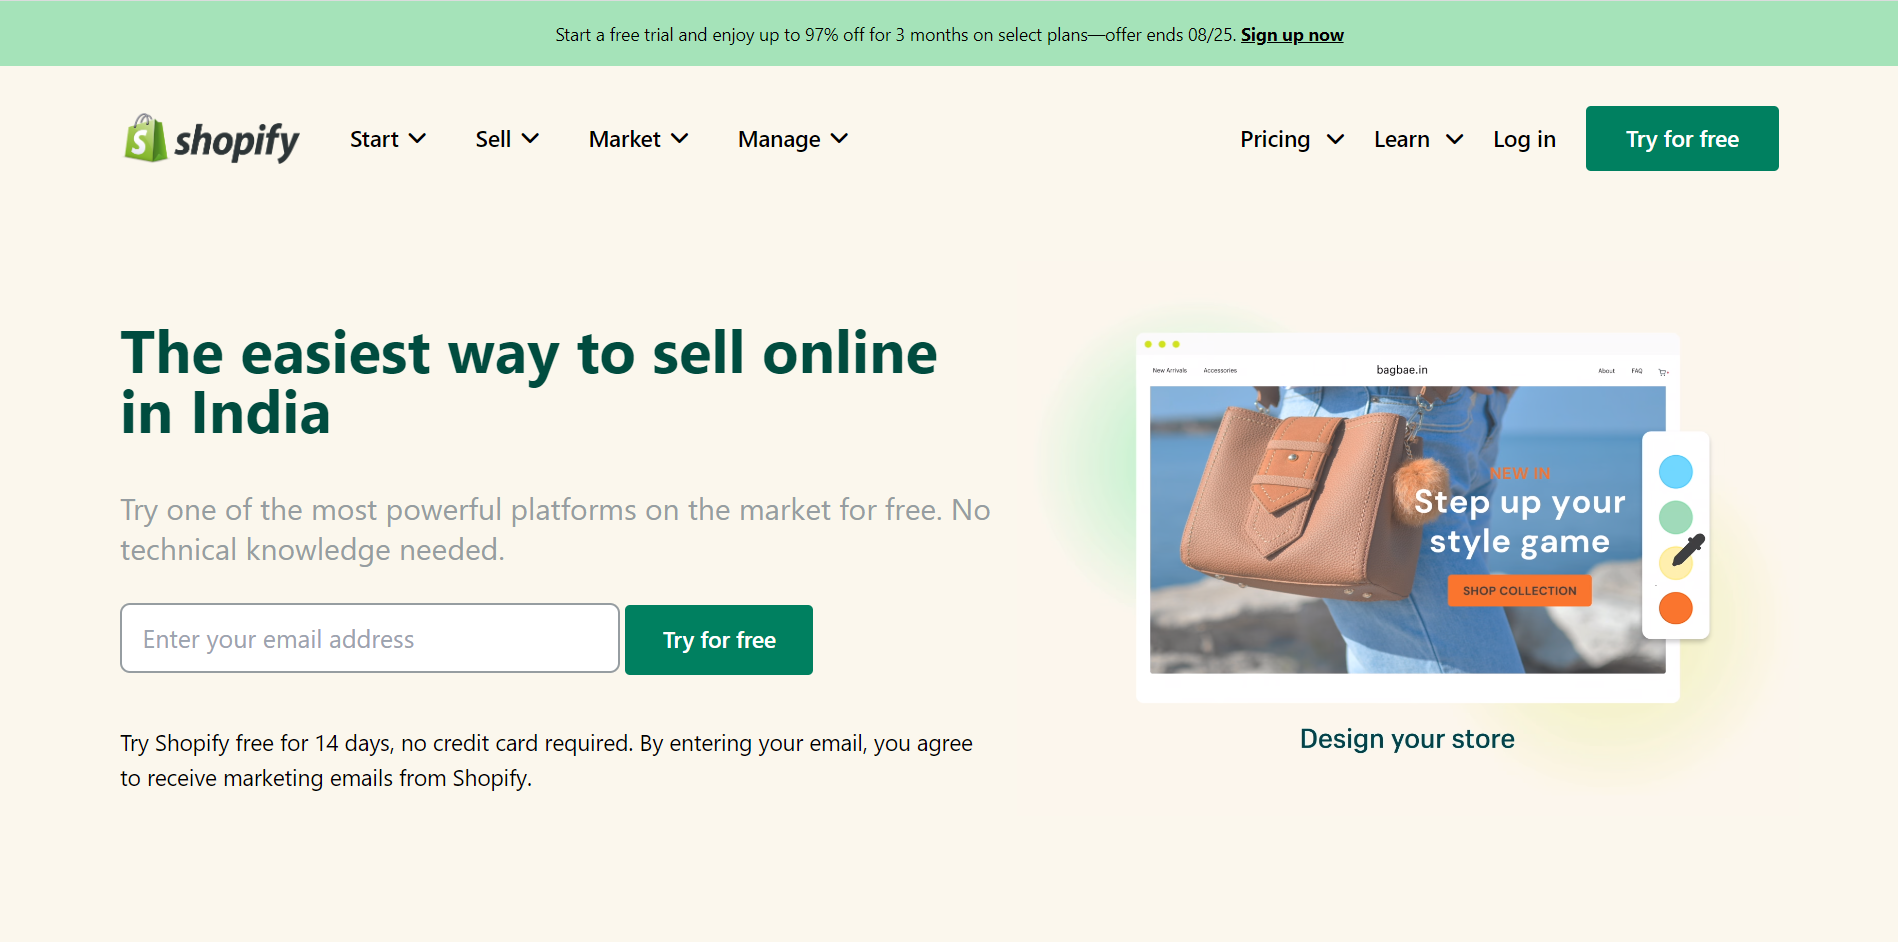 Start a free trial and enjoy up to 97% off for 3 months on select plans—offer ends 08/25. Sign up now
shopify
Start
Sell
Market
Manage
Pricing
Learn
Log in
Try for free
The easiest way to sell online
in India
Try one of the most powerful platforms on the market for free. No
technical knowledge needed.
Enter your email address
Try for free
Try Shopify free for 14 days, no credit card required. By entering your email, you agree
to receive marketing emails from Shopify.
New Arrivals
Accessories
bagbae.in
About
FAQ
NEW IN
Step up your
style game
SHOP COLLECTION
Design your store